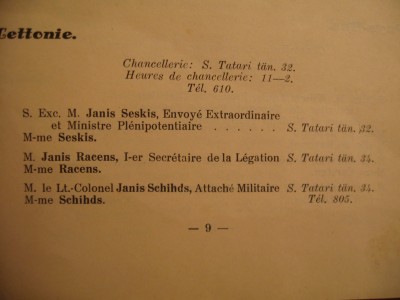 Lettonie.
Chancellerie: S. Tatari tän. 32.
Heures de chancellerie: 11—2.
Tél. 610.
S. Exc. M. Janis Seskis, Envoyé Extraordinaire
et Ministre Plénipotentiaire . . . . . . S. Tatari tän. 32.
M-me Seskis.
M. Janis Racens, I-er Secrétaire de la Légation S. Tatari tän. 34.
M-me Racens.
M. le Lt.-Colonel Janis Schihds, Attaché Militaire S. Tatari tän. 34.
M-me Schihds. Tél. 805.
— 9 —